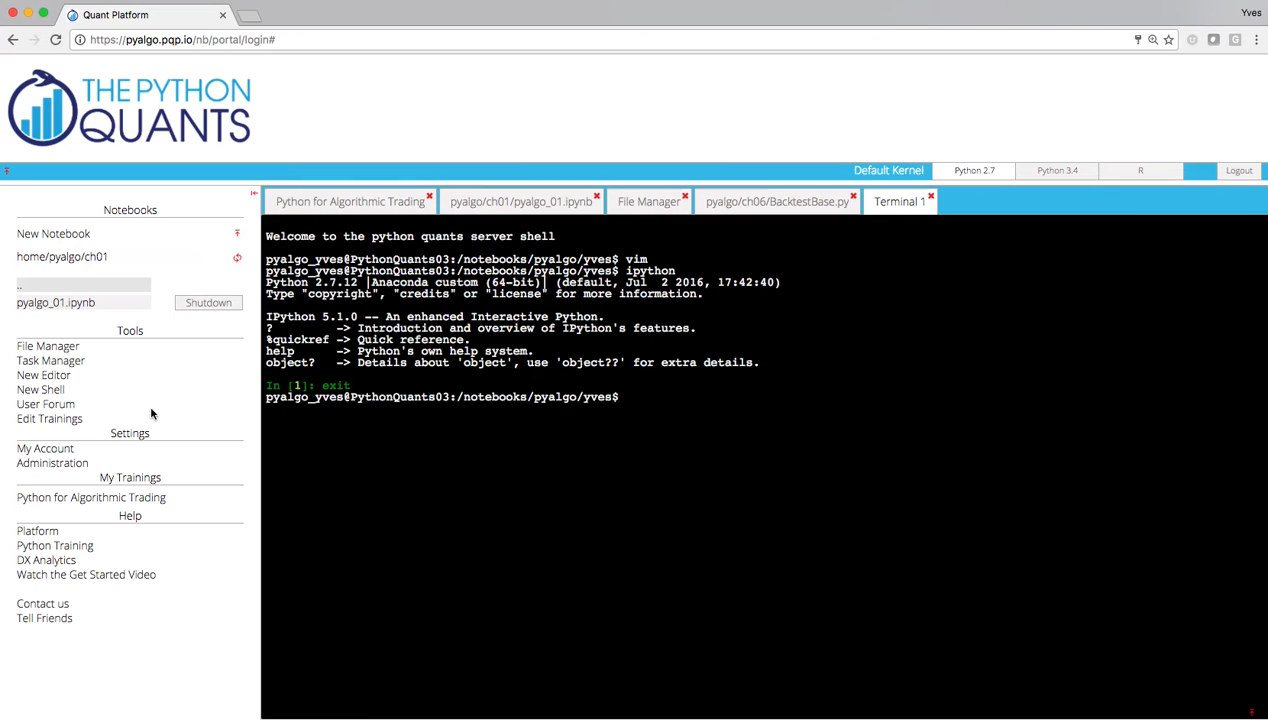 Quant Platform
Yves
https://pyalgo.pqp.io/nb/portal/login#
THE PYTHON
QUANTS
Default Kernel
Python 2.7
Python 3.4
R
Logout
Notebooks
New Notebook
home/pyalgo/ch01
..
pyalgo_01.ipynb
Shutdown
Tools
File Manager
Task Manager
New Editor
New Shell
User Forum
Edit Trainings
Settings
My Account
Administration
My Trainings
Python for Algorithmic Trading
Help
Platform
Python Training
DX Analytics
Watch the Get Started Video
Contact us
Tell Friends
Python for Algorithmic Trading
pyalgo/ch01/pyalgo_01.ipynb
File Manager
pyalgo/ch06/BacktestBase.py
Terminal 1
Welcome to the python quants server shell
pyalgo_yves@PythonQuants03:/notebooks/pyalgo/yves$ vim
pyalgo_yves@PythonQuants03:/notebooks/pyalgo/yves$ ipython
Python 2.7.12 |Anaconda custom (64-bit)| (default, Jul  2 2016, 17:42:40)
Type "copyright", "credits" or "license" for more information.
IPython 5.1.0 -- An enhanced Interactive Python.
?         -> Introduction and overview of IPython's features.
%quickref -> Quick reference.
help      -> Python's own help system.
object?   -> Details about 'object', use 'object??' for extra details.
In [1]: exit
pyalgo_yves@PythonQuants03:/notebooks/pyalgo/yves$